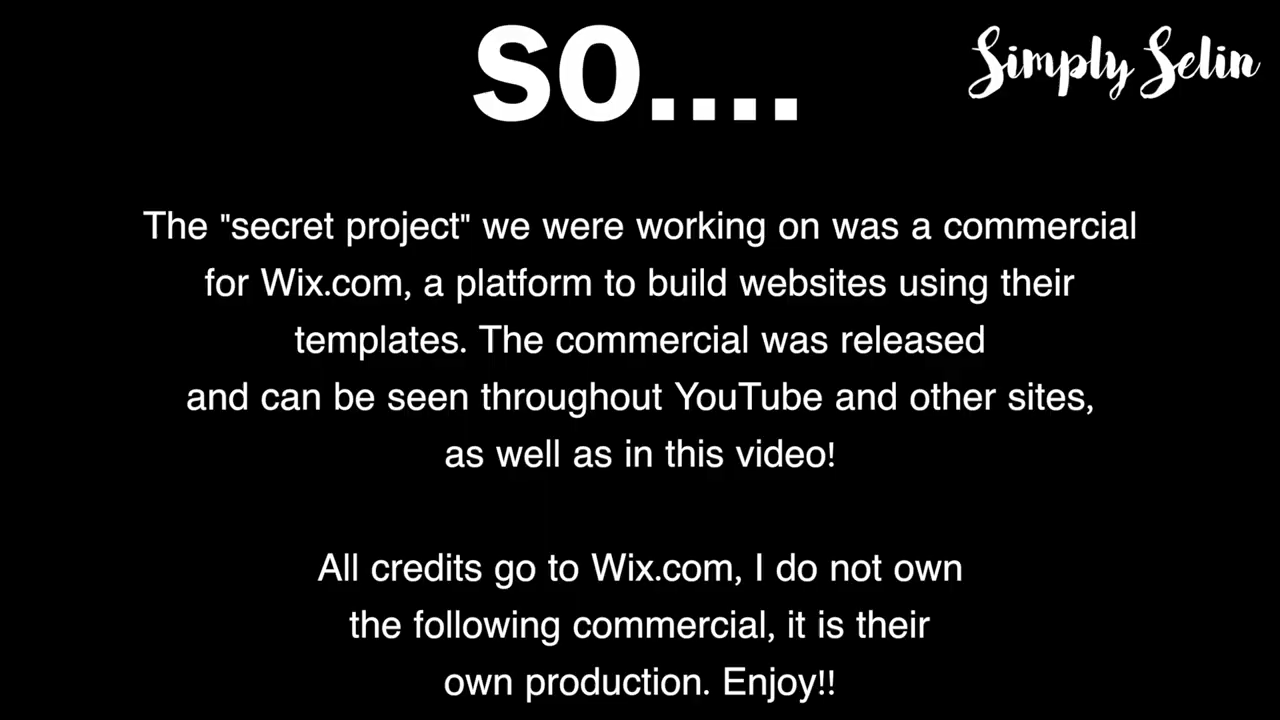 SO....
Simply Selin
The "secret project" we were working on was a commercial
for Wix.com, a platform to build websites using their
templates. The commercial was released
and can be seen throughout YouTube and other sites,
as well as in this video!
All credits go to Wix.com, I do not own
the following commercial, it is their
own production. Enjoy!!